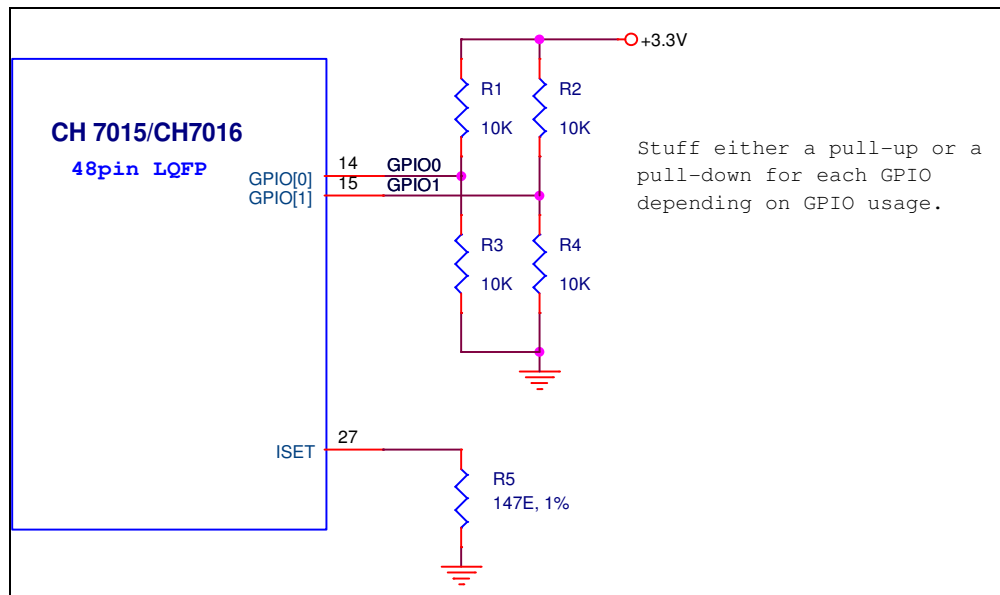 +3.3V
R1
R2
10K
10K
CH 7015/CH7016
48pin LQFP
Stuff either a pull-up or a
pull-down for each GPIO
depending on GPIO usage.
14 GPIO0
GPIO[0]
15 GPIO1
GPIO[1]
R3
R4
10K
10K
27
ISET
R5
147E, 1%